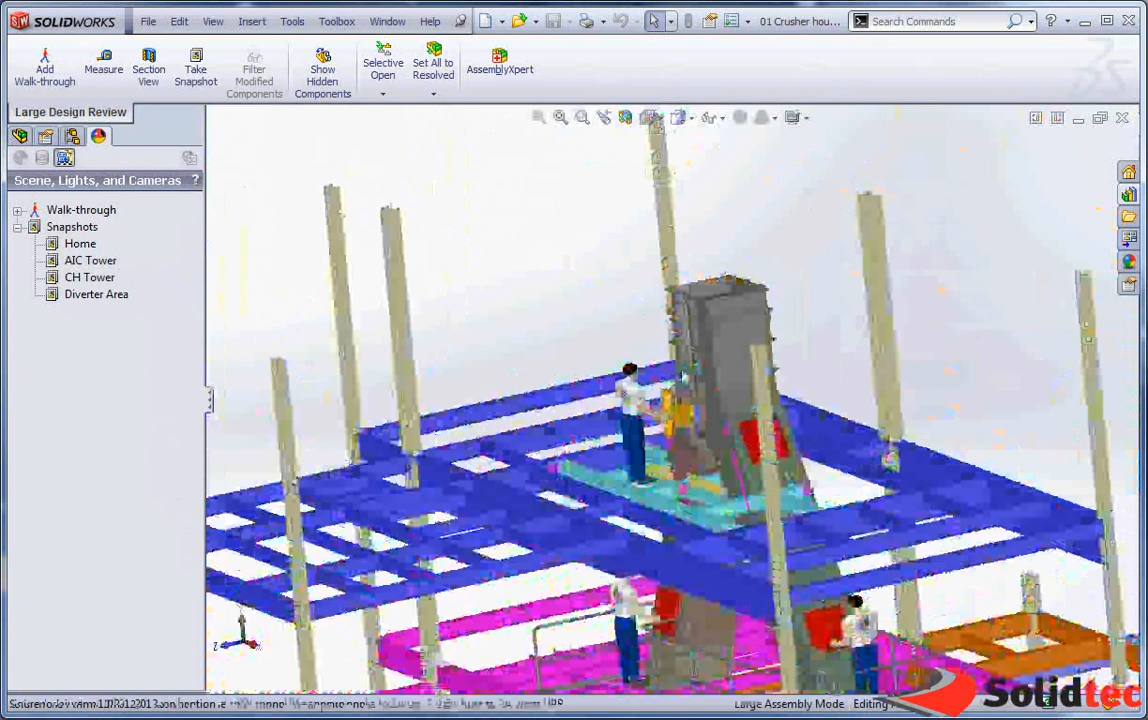 SOLIDWORKS File Edit View Insert Tools Toolbox Window Help 01 Crusher hou... Search Commands
Add Walk-through Measure Section View Take Snapshot Filter Modified Components Show Hidden Components Selective Open Set All to Resolved AssemblyXpert
Large Design Review
Scene, Lights, and Cameras ?
Walk-through
Snapshots
Home
AIC Tower
CH Tower
Diverter Area
Z
Large Assembly Mode Editing
Solidtec